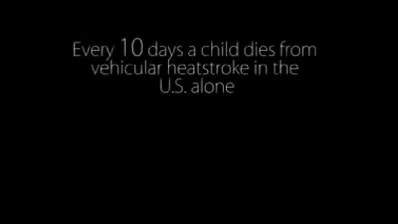 Every 10 days a child dies from
vehicular heatstroke in the
U.S. alone